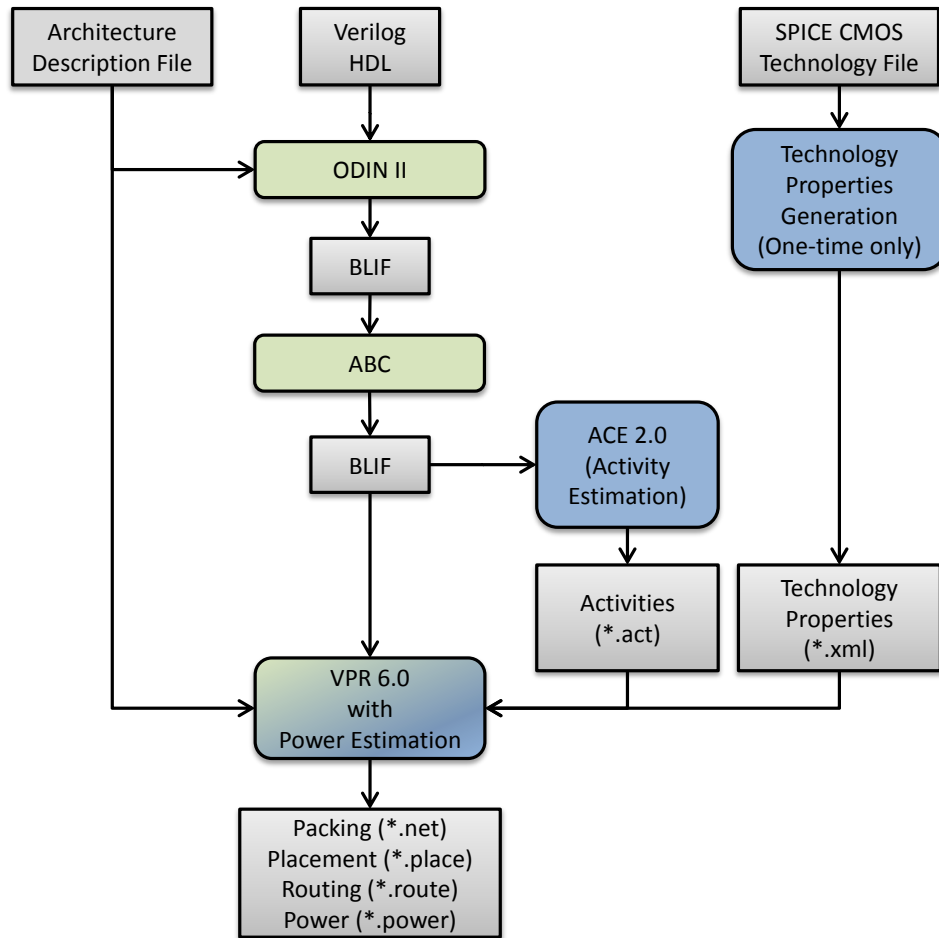 Architecture
Description File
Verilog
HDL
SPICE CMOS
Technology File
ODIN II
Technology
Properties
Generation
(One-time only)
BLIF
ABC
BLIF
ACE 2.0
(Activity
Estimation)
Activities
(*.act)
Technology
Properties
(*.xml)
VPR 6.0
with
Power Estimation
Packing (*.net)
Placement (*.place)
Routing (*.route)
Power (*.power)